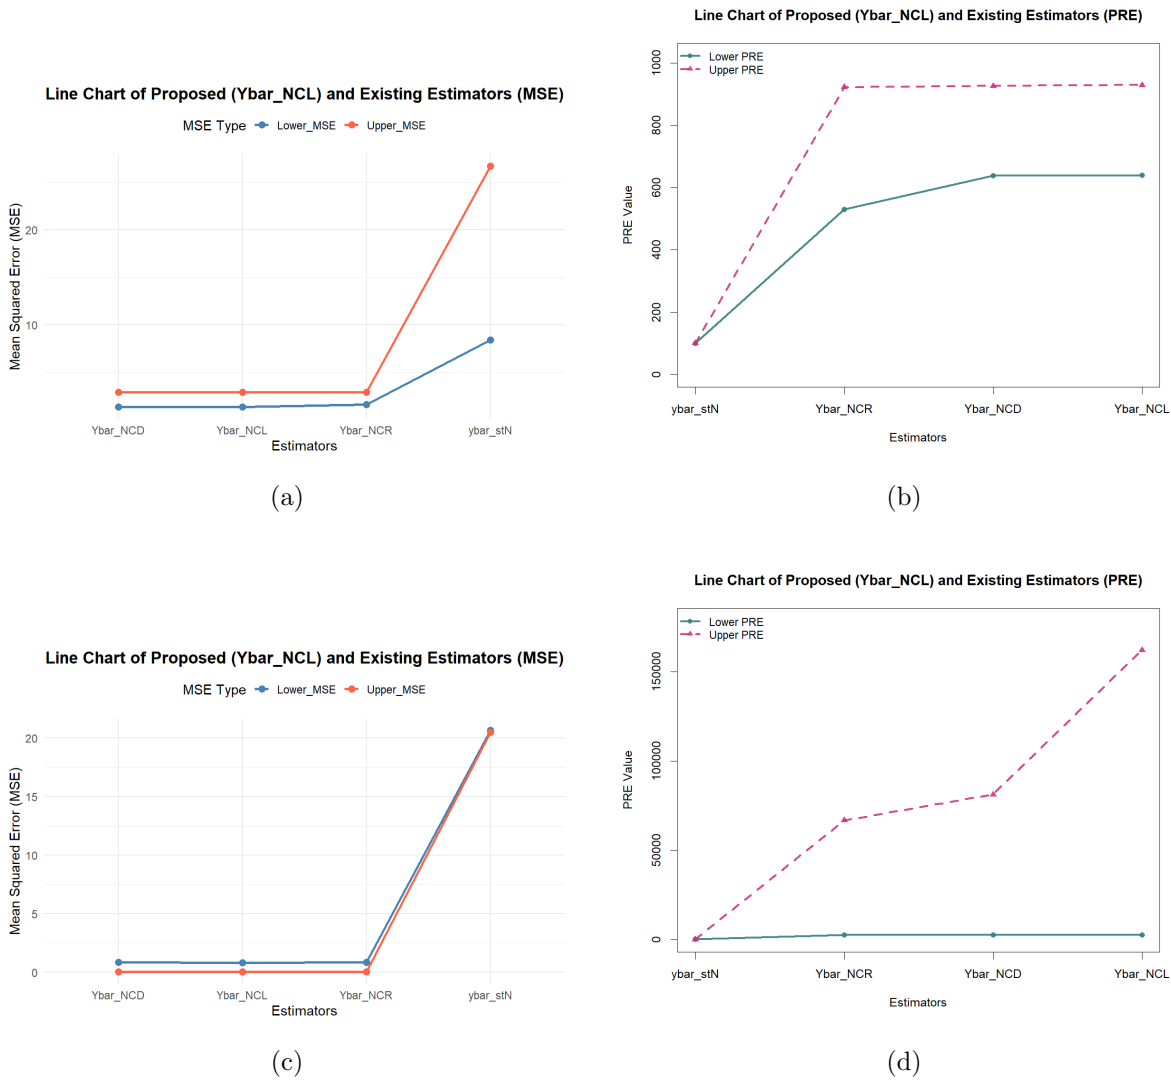 Line Chart of Proposed (Ybar_NCL) and Existing Estimators (MSE)
MSE Type Lower_MSE Upper_MSE
Mean Squared Error (MSE)
20
10
Ybar_NCD Ybar_NCL Ybar_NCR ybar_stN
Estimators
(a)
Line Chart of Proposed (Ybar_NCL) and Existing Estimators (PRE)
Lower PRE
Upper PRE
PRE Value
1000
800
600
400
200
0
ybar_stN Ybar_NCR Ybar_NCD Ybar_NCL
Estimators
(b)
Line Chart of Proposed (Ybar_NCL) and Existing Estimators (MSE)
MSE Type Lower_MSE Upper_MSE
Mean Squared Error (MSE)
20
15
10
5
0
Ybar_NCD Ybar_NCL Ybar_NCR ybar_stN
Estimators
(c)
Line Chart of Proposed (Ybar_NCL) and Existing Estimators (PRE)
Lower PRE
Upper PRE
PRE Value
150000
100000
50000
0
ybar_stN Ybar_NCR Ybar_NCD Ybar_NCL
Estimators
(d)